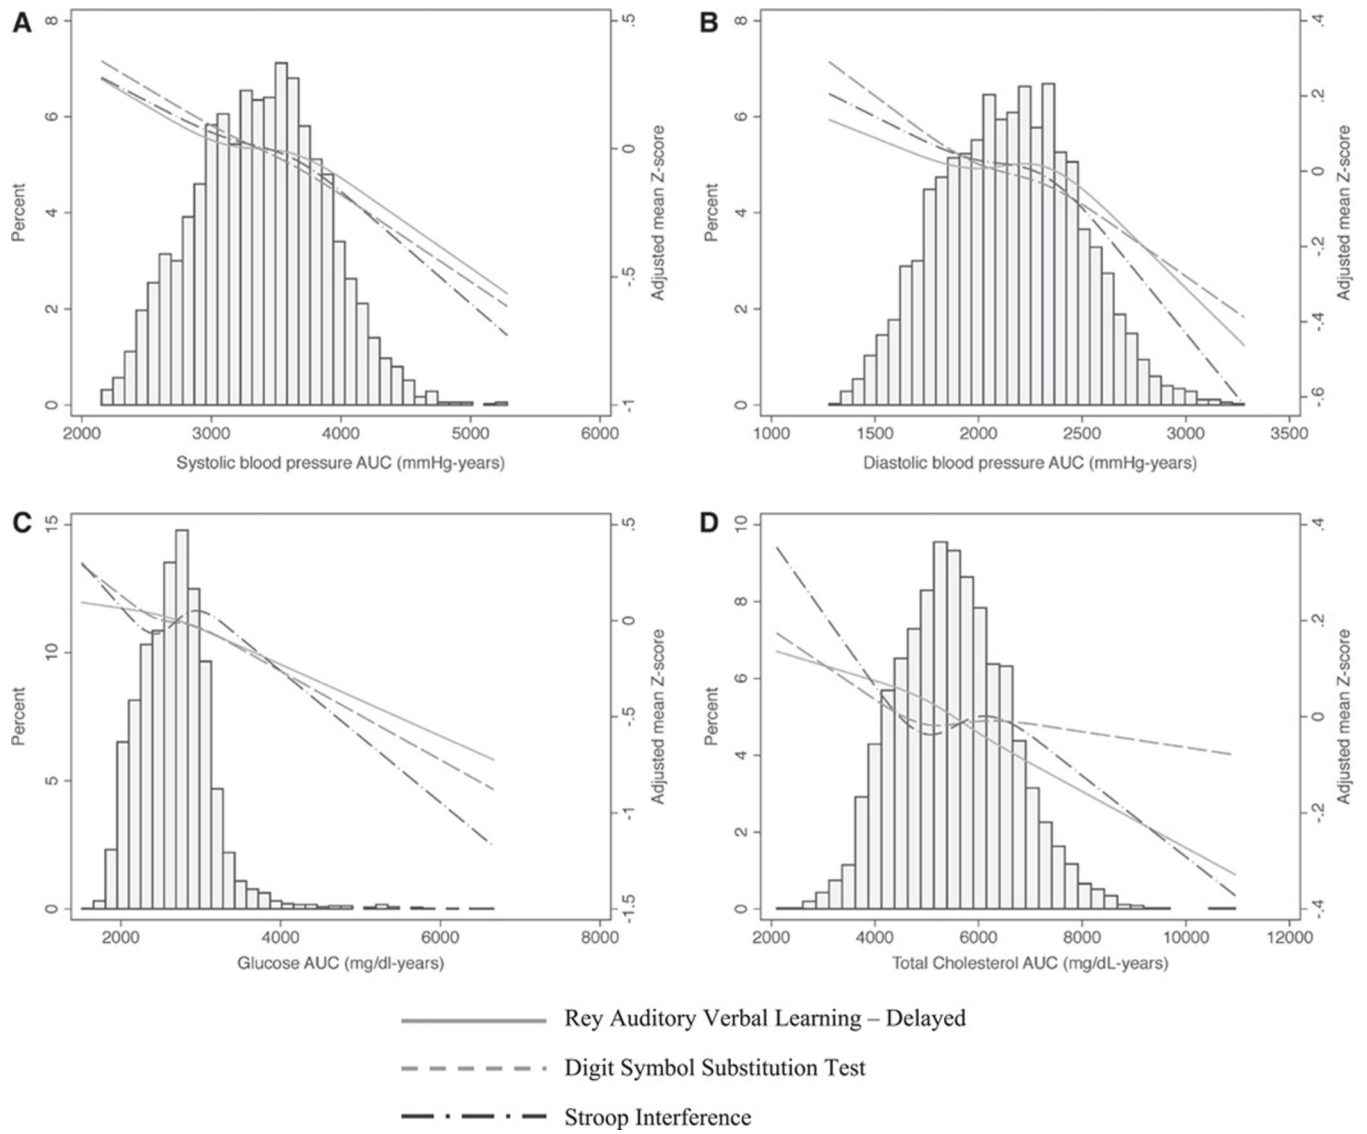 A
8
6
4
2
0
Percent
.5
0
-.5
-1
Adjusted mean Z-score
2000 3000 4000 5000 6000
Systolic blood pressure AUC (mmHg-years)
B
8
6
4
2
0
Percent
.4
.2
0
-.2
-.4
-.6
Adjusted mean Z-score
1000 1500 2000 2500 3000 3500
Diastolic blood pressure AUC (mmHg-years)
C
15
10
5
0
Percent
.5
0
-.5
-1
-1.5
Adjusted mean Z-score
2000 4000 6000 8000
Glucose AUC (mg/dl-years)
D
10
8
6
4
2
0
Percent
.4
.2
0
-.2
-.4
Adjusted mean Z-score
2000 4000 6000 8000 10000 12000
Total Cholesterol AUC (mg/dL-years)
Rey Auditory Verbal Learning – Delayed
Digit Symbol Substitution Test
Stroop Interference